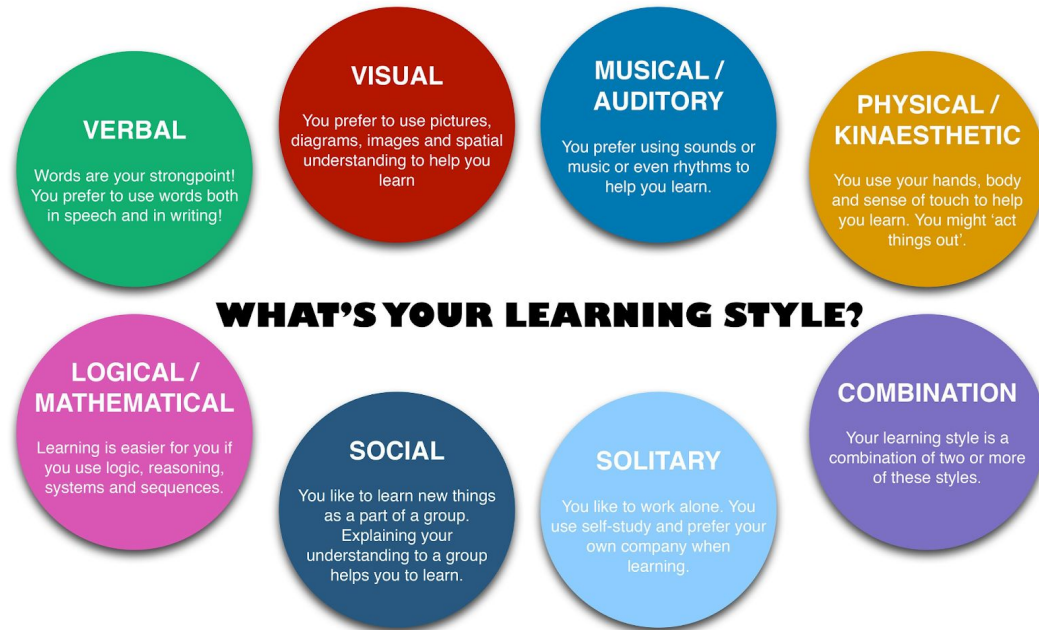 VERBAL
Words are your strongpoint!
You prefer to use words both
in speech and in writing!
VISUAL
You prefer to use pictures,
diagrams, images and spatial
understanding to help you
learn
MUSICAL /
AUDITORY
You prefer using sounds or
music or even rhythms to
help you learn.
PHYSICAL /
KINAESTHETIC
You use your hands, body
and sense of touch to help
you learn. You might ‘act
things out’.
WHAT’S YOUR LEARNING STYLE?
LOGICAL /
MATHEMATICAL
Learning is easier for you if
you use logic, reasoning,
systems and sequences.
SOCIAL
You like to learn new things
as a part of a group.
Explaining your
understanding to a group
helps you to learn.
SOLITARY
You like to work alone. You
use self-study and prefer your
own company when
learning.
COMBINATION
Your learning style is a
combination of two or more
of these styles.